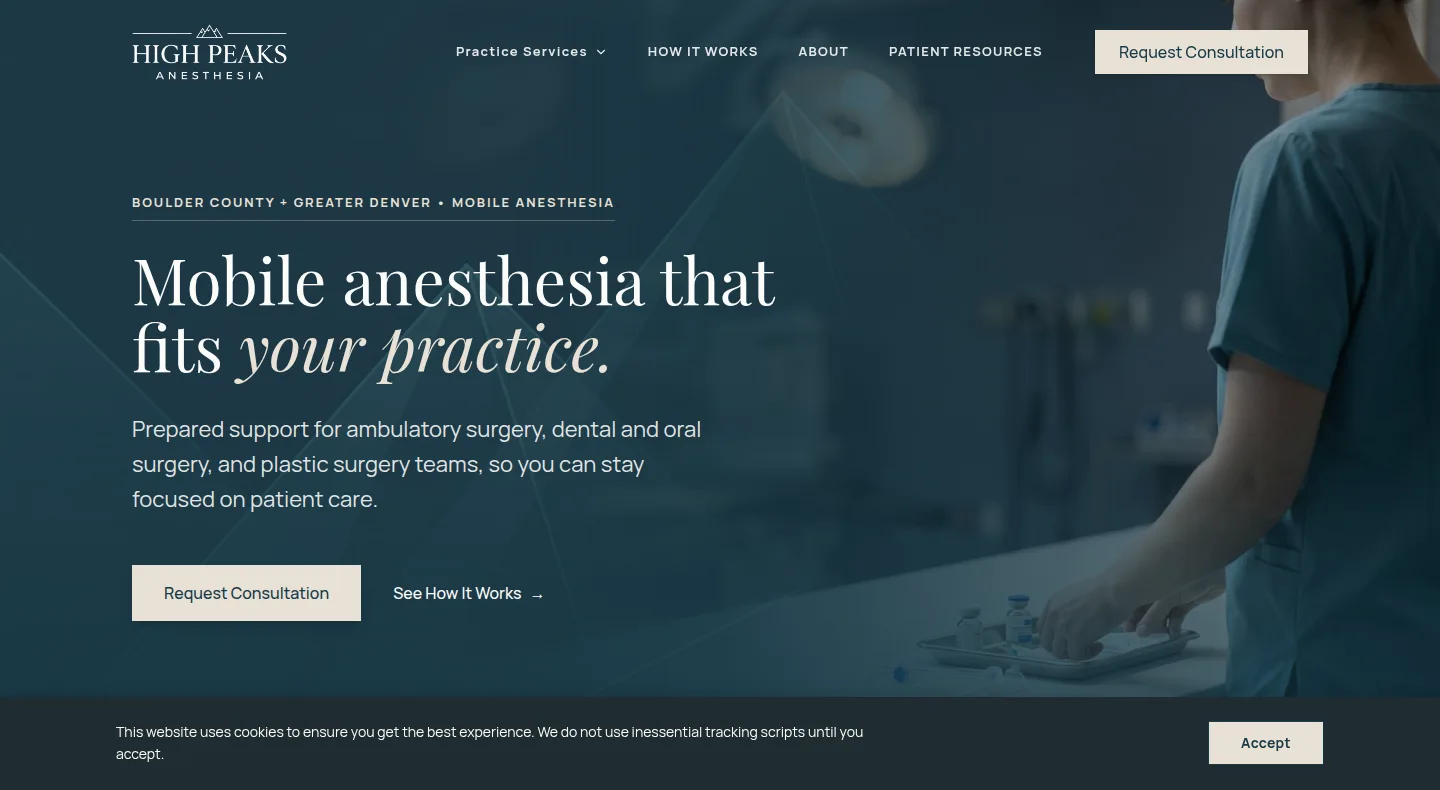 HIGH PEAKS
ANESTHESIA
Practice Services
HOW IT WORKS
ABOUT
PATIENT RESOURCES
Request Consultation
BOULDER COUNTY + GREATER DENVER • MOBILE ANESTHESIA
Mobile anesthesia that
fits your practice.
Prepared support for ambulatory surgery, dental and oral
surgery, and plastic surgery teams, so you can stay
focused on patient care.
Request Consultation
See How It Works →
This website uses cookies to ensure you get the best experience. We do not use inessential tracking scripts until you
accept.
Accept